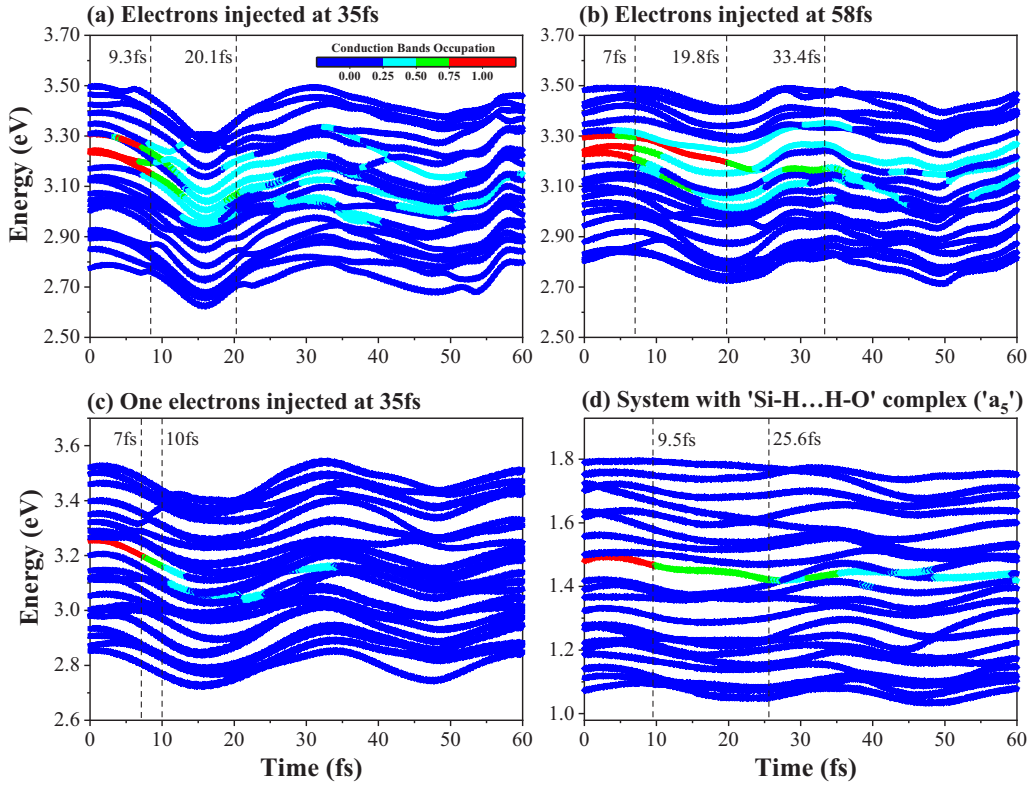 (a) Electrons injected at 35fs
3.70
3.50
3.30
3.10
2.90
2.70
2.50
Energy (eV)
9.3fs
20.1fs
Conduction Bands Occupation
0.00 0.25 0.50 0.75 1.00
0 10 20 30 40 50 60
(b) Electrons injected at 58fs
3.70
3.50
3.30
3.10
2.90
2.70
2.50
7fs
19.8fs
33.4fs
0 10 20 30 40 50 60
(c) One electrons injected at 35fs
3.6
3.4
3.2
3.0
2.8
2.6
Energy (eV)
7fs
10fs
0 10 20 30 40 50 60
Time (fs)
(d) System with 'Si-H...H-O' complex ('a5')
1.8
1.6
1.4
1.2
1.0
9.5fs
25.6fs
0 10 20 30 40 50 60
Time (fs)